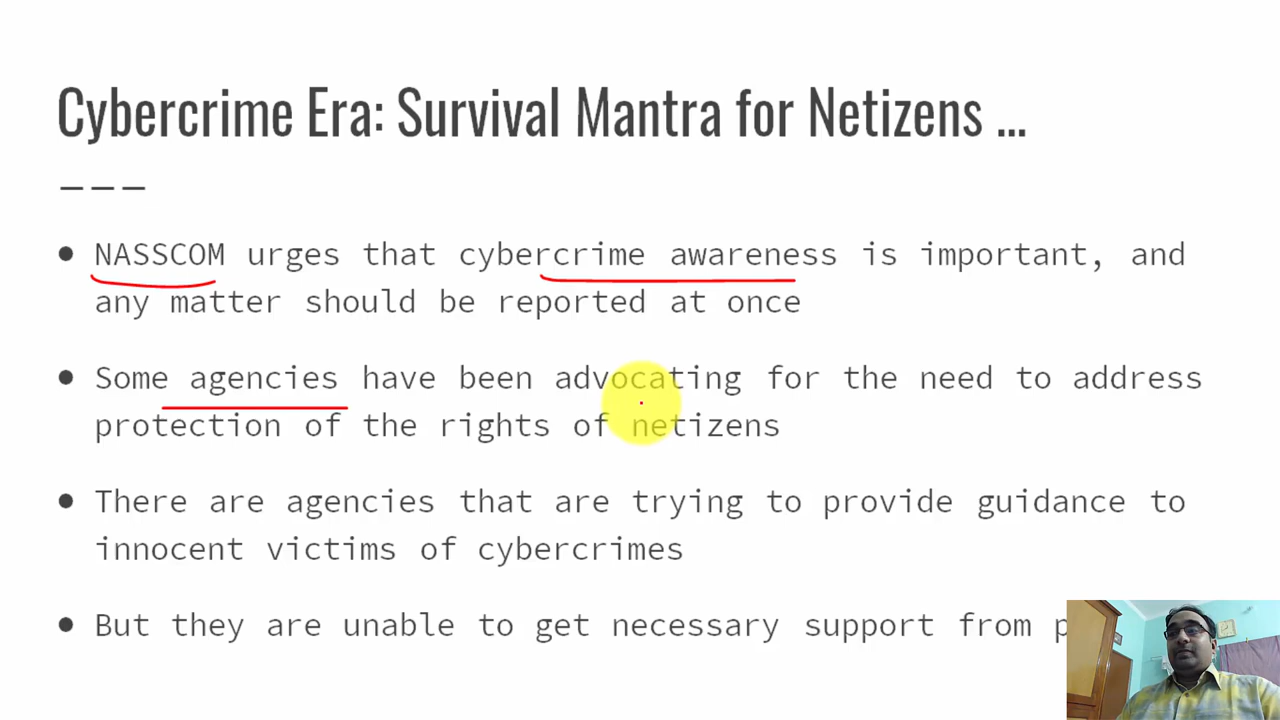 Cybercrime Era: Survival Mantra for Netizens ...
---
● NASSCOM urges that cybercrime awareness is important, and
any matter should be reported at once
● Some agencies have been advocating for the need to address
protection of the rights of netizens
● There are agencies that are trying to provide guidance to
innocent victims of cybercrimes
● But they are unable to get necessary support from